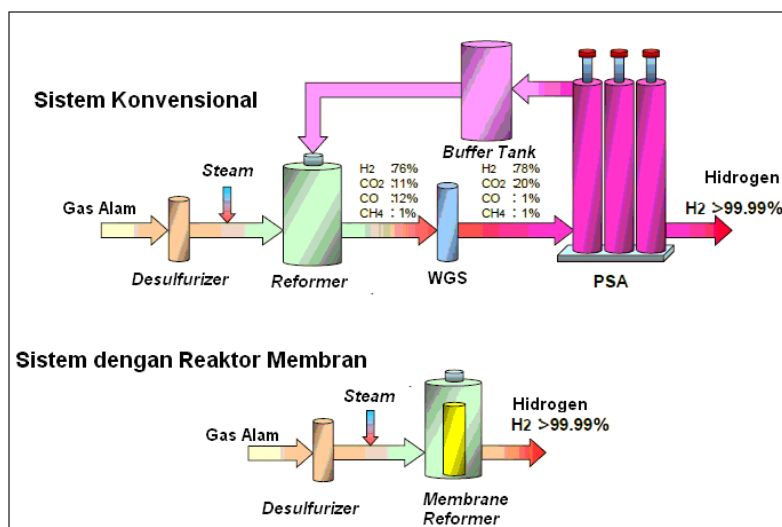 Sistem Konvensional
Buffer Tank
Steam
Gas Alam
Desulfurizer
Reformer
H2 :76%
CO2 :11%
CO :12%
CH4 : 1%
WGS
H2 :78%
CO2 :20%
CO : 1%
CH4 : 1%
PSA
Hidrogen
H2 >99.99%
Sistem dengan Reaktor Membran
Steam
Gas Alam
Desulfurizer
Membrane
Reformer
Hidrogen
H2 >99.99%